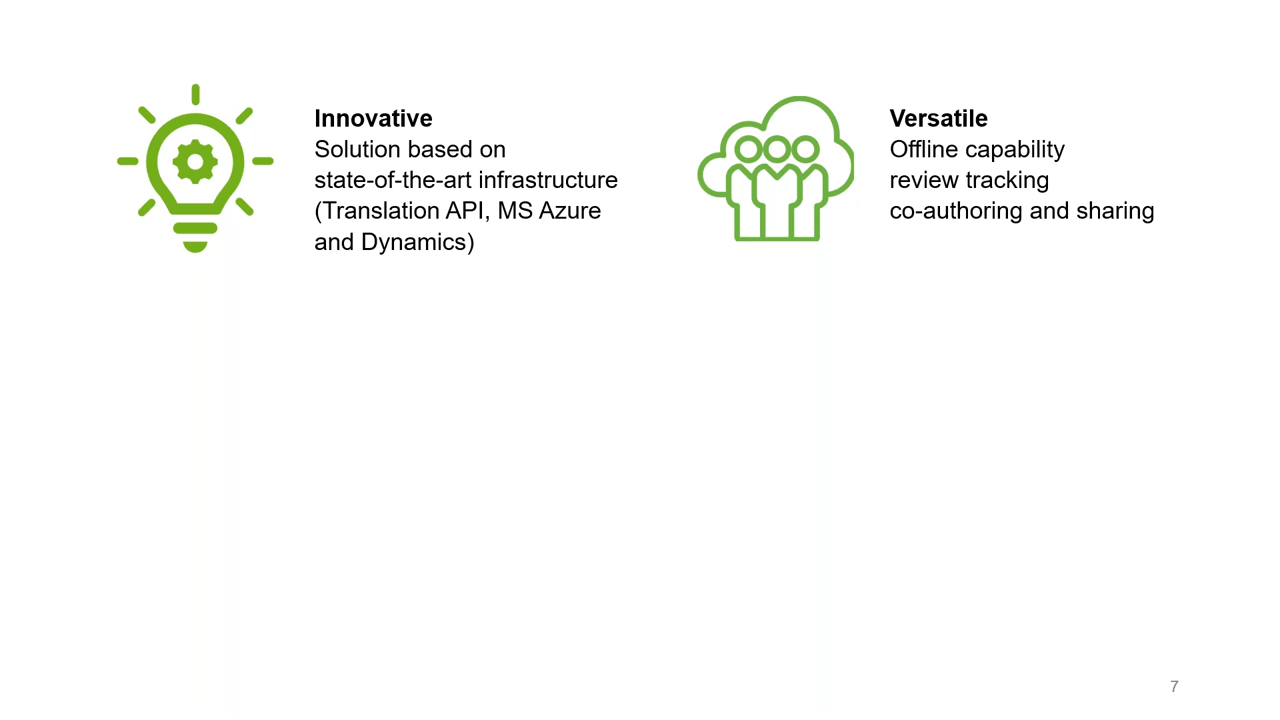 Innovative
Solution based on
state-of-the-art infrastructure
(Translation API, MS Azure
and Dynamics)
Versatile
Offline capability
review tracking
co-authoring and sharing
7